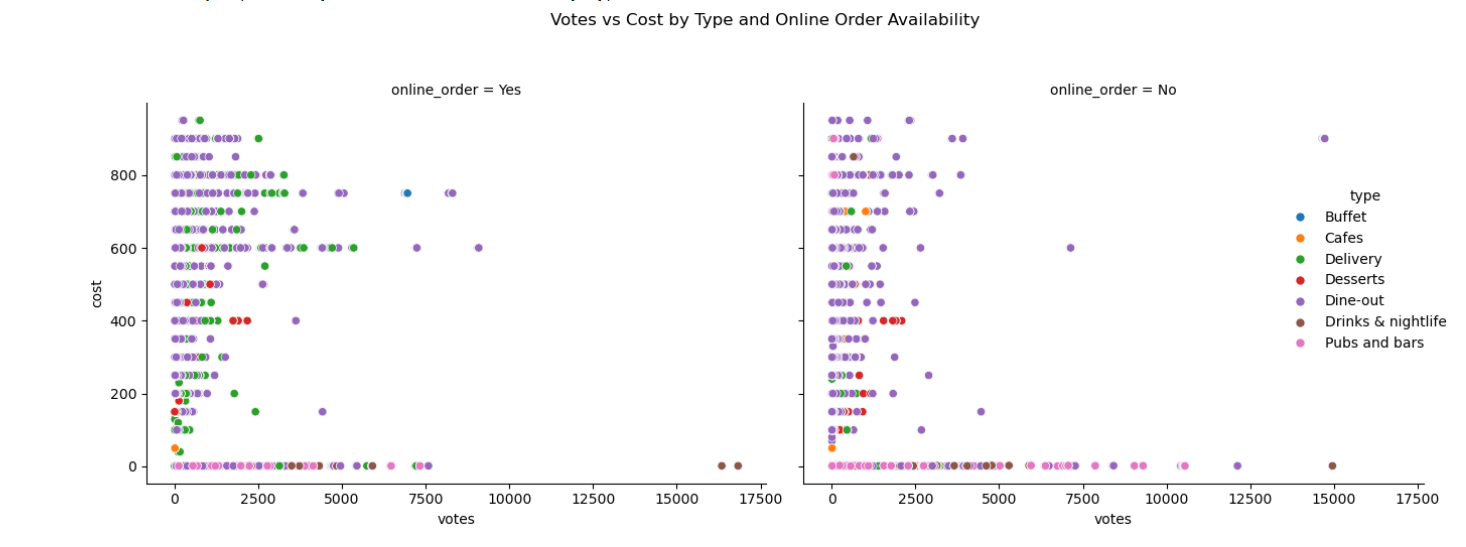 Votes vs Cost by Type and Online Order Availability
online_order = Yes
online_order = No
cost
800
600
400
200
0
0 2500 5000 7500 10000 12500 15000 17500
votes
0 2500 5000 7500 10000 12500 15000 17500
votes
type
Buffet
Cafes
Delivery
Desserts
Dine-out
Drinks & nightlife
Pubs and bars